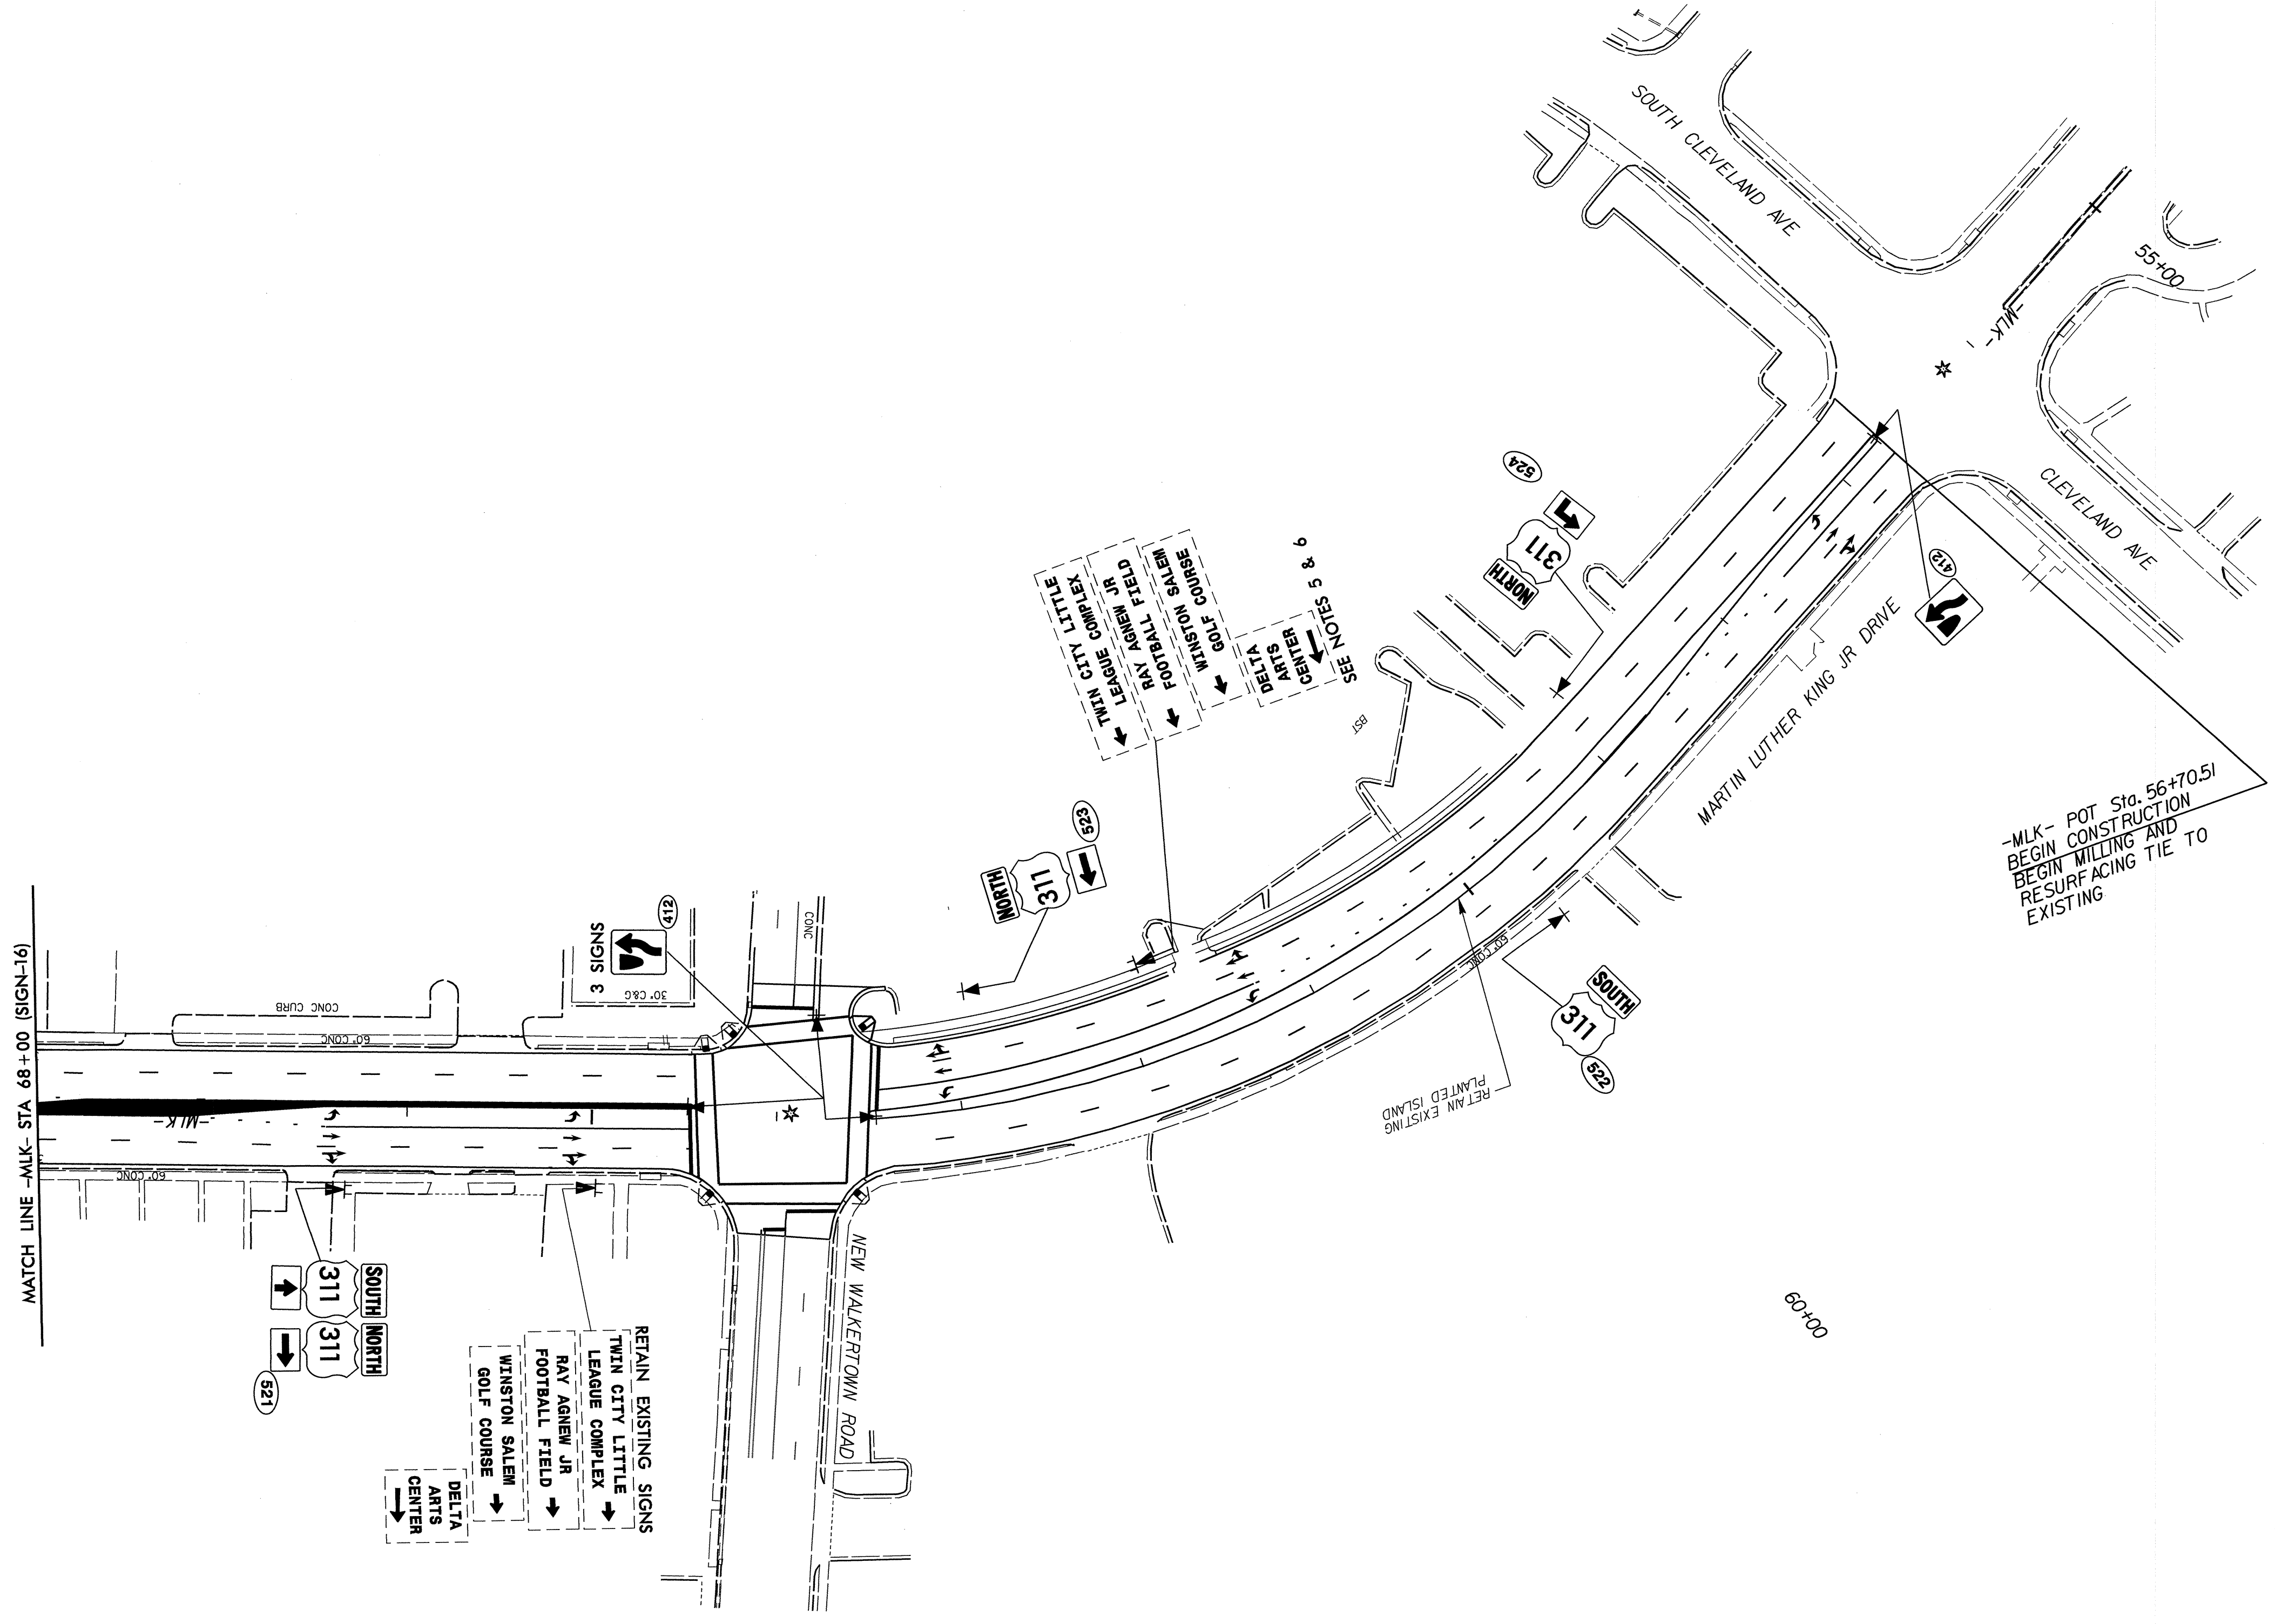 SOUTH CLEVELAND AVE
55+00
-MLK-
CLEVELAND AVE
412
MARTIN LUTHER KING JR DRIVE
-MLK- POT Sta. 56+70.51
BEGIN CONSTRUCTION
BEGIN MILLING AND
RESURFACING TIE TO
EXISTING
524
311
NORTH
SEE NOTES 5 & 6
TWIN CITY LITTLE
LEAGUE COMPLEX
RAY AGNEW JR
FOOTBALL FIELD
WINSTON SALEM
GOLF COURSE
DELTA
ARTS
CENTER
BST
523
311
NORTH
412
3 SIGNS
30" C&G
CONC
CONC CURB
60" CONC
60" CONC
SOUTH
311
522
RETAIN EXISTING
PLANTED ISLAND
MATCH LINE -MLK- STA 68+00 (SIGN-16)
-MLK-
60" CONC
SOUTH
311
NORTH
311
521
RETAIN EXISTING SIGNS
TWIN CITY LITTLE
LEAGUE COMPLEX
RAY AGNEW JR
FOOTBALL FIELD
WINSTON SALEM
GOLF COURSE
DELTA
ARTS
CENTER
NEW WALKERTOWN ROAD
60+00